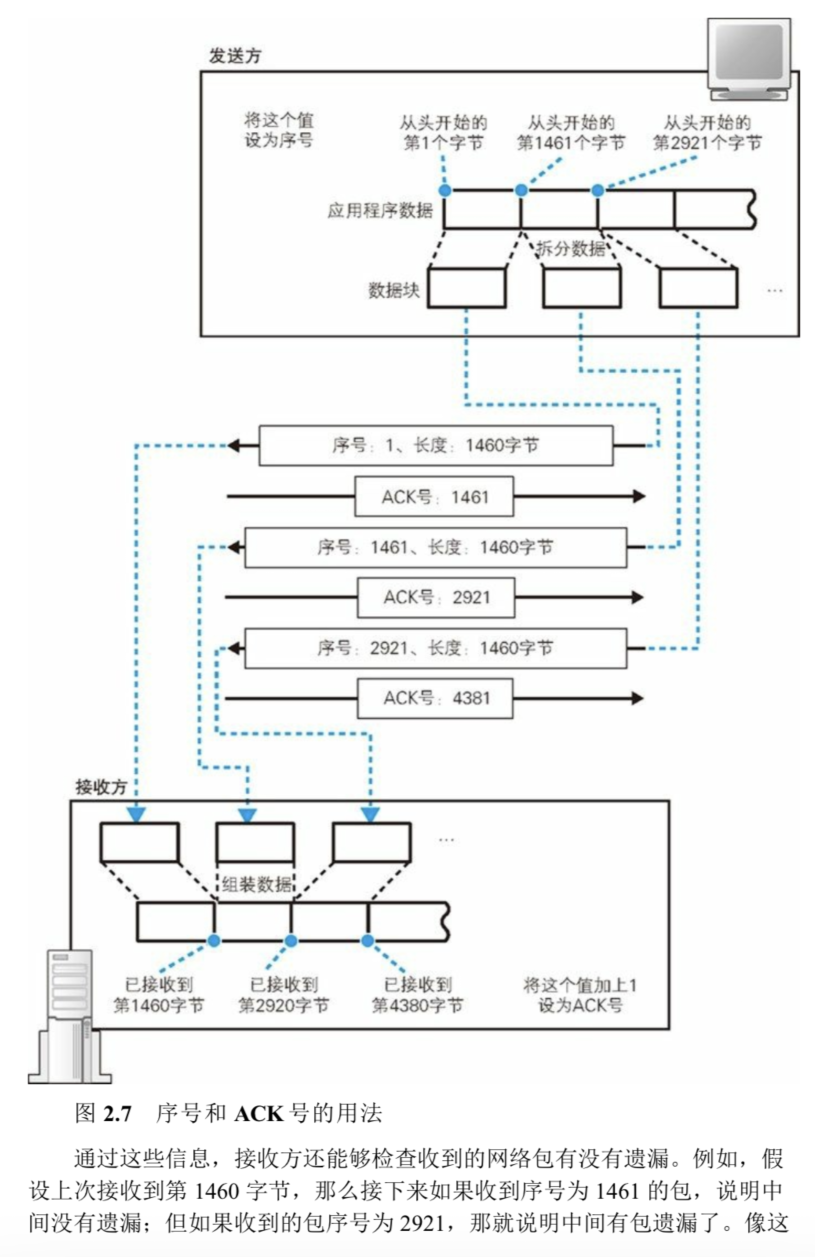 发送方
将这个值
设为序号
从头开始的
第1个字节
从头开始的
第1461个字节
从头开始的
第2921个字节
应用程序数据
拆分数据
数据块
…
序号：1、长度：1460字节
ACK号：1461
序号：1461、长度：1460字节
ACK号：2921
序号：2921、长度：1460字节
ACK号：4381
接收方
…
组装数据
已接收到
第1460字节
已接收到
第2920字节
已接收到
第4380字节
将这个值加上1
设为ACK号
图 2.7 序号和 ACK 号的用法
通过这些信息，接收方还能够检查收到的网络包有没有遗漏。例如，假
设上次接收到第 1460 字节，那么接下来如果收到序号为 1461 的包，说明中
间没有遗漏；但如果收到的包序号为 2921，那就说明中间有包遗漏了。像这